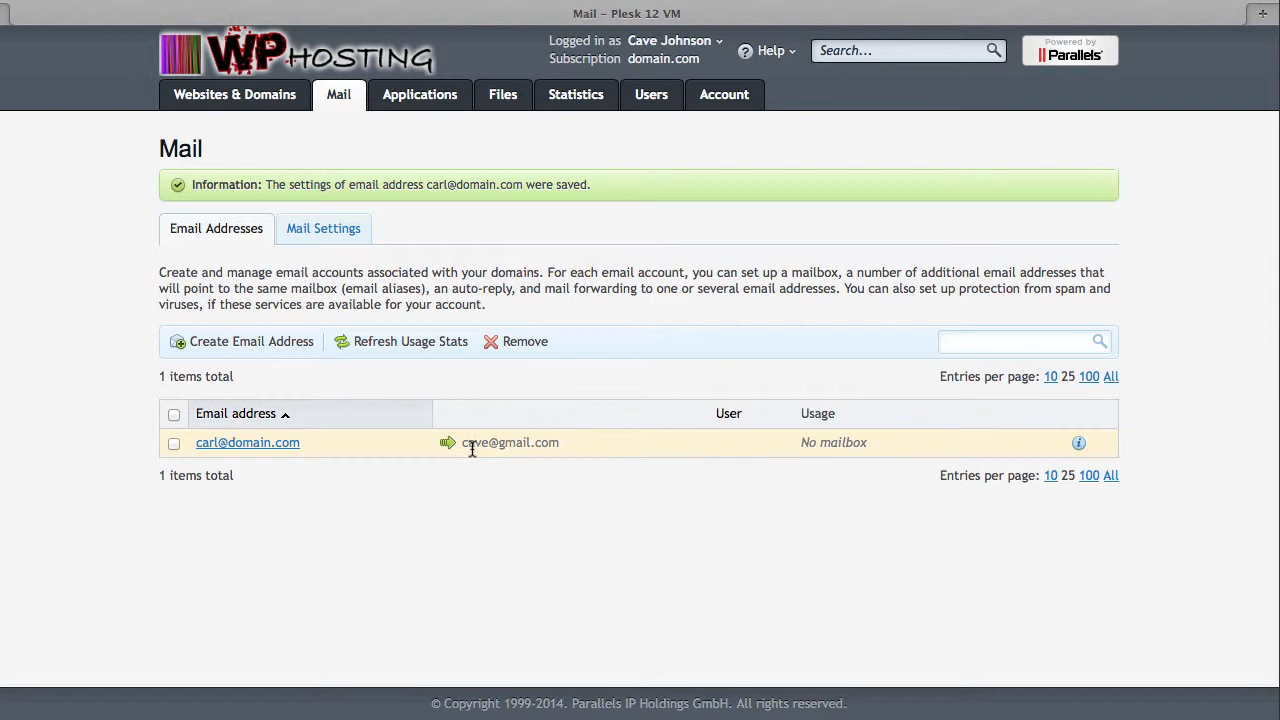 Mail – Plesk 12 VM
WP HOSTING
Logged in as Cave Johnson
Subscription domain.com
Help
Search...
Powered by
Parallels
Websites & Domains
Mail
Applications
Files
Statistics
Users
Account
Mail
Information: The settings of email address carl@domain.com were saved.
Email Addresses
Mail Settings
Create and manage email accounts associated with your domains. For each email account, you can set up a mailbox, a number of additional email addresses that
will point to the same mailbox (email aliases), an auto-reply, and mail forwarding to one or several email addresses. You can also set up protection from spam and
viruses, if these services are available for your account.
Create Email Address
Refresh Usage Stats
Remove
1 items total
Entries per page: 10 25 100 All
Email address
User
Usage
carl@domain.com
cave@gmail.com
No mailbox
1 items total
Entries per page: 10 25 100 All
© Copyright 1999-2014. Parallels IP Holdings GmbH. All rights reserved.